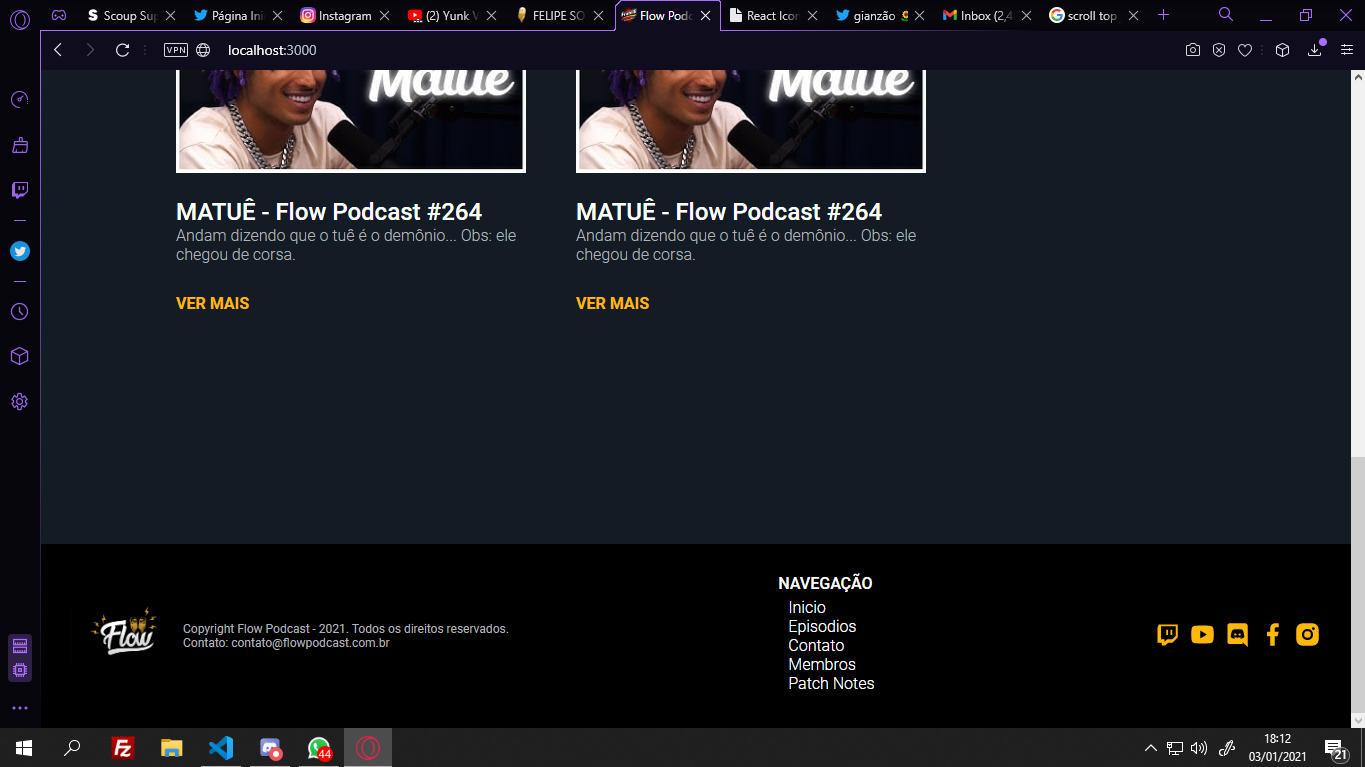 Scoup Sup
Página Ini
Instagram
(2) Yunk V
FELIPE SO
Flow Podc
React Icon
gianzão
Inbox (2,4
scroll top
VPN
localhost:3000
Matuê
Matuê
MATUÊ - Flow Podcast #264
Andam dizendo que o tuê é o demônio... Obs: ele
chegou de corsa.
VER MAIS
MATUÊ - Flow Podcast #264
Andam dizendo que o tuê é o demônio... Obs: ele
chegou de corsa.
VER MAIS
Flow
Copyright Flow Podcast - 2021. Todos os direitos reservados.
Contato: contato@flowpodcast.com.br
NAVEGAÇÃO
Inicio
Episodios
Contato
Membros
Patch Notes
Fz
44
18:12
03/01/2021
21